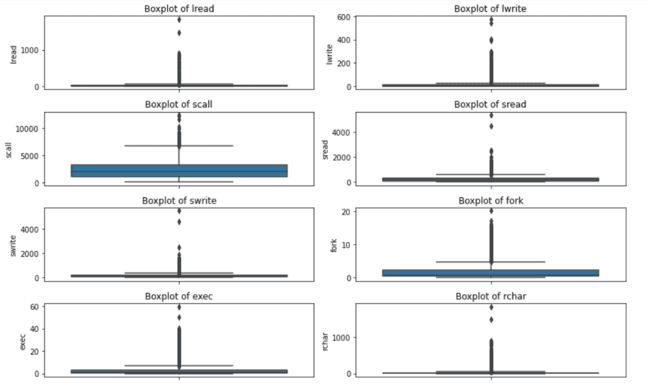 Boxplot of lread
lread
1000
0
Boxplot of lwrite
lwrite
600
400
200
0
Boxplot of scall
scall
10000
5000
0
Boxplot of sread
sread
4000
2000
0
Boxplot of swrite
swrite
4000
2000
0
Boxplot of fork
fork
20
10
0
Boxplot of exec
exec
60
40
20
0
Boxplot of rchar
rchar
1000
0